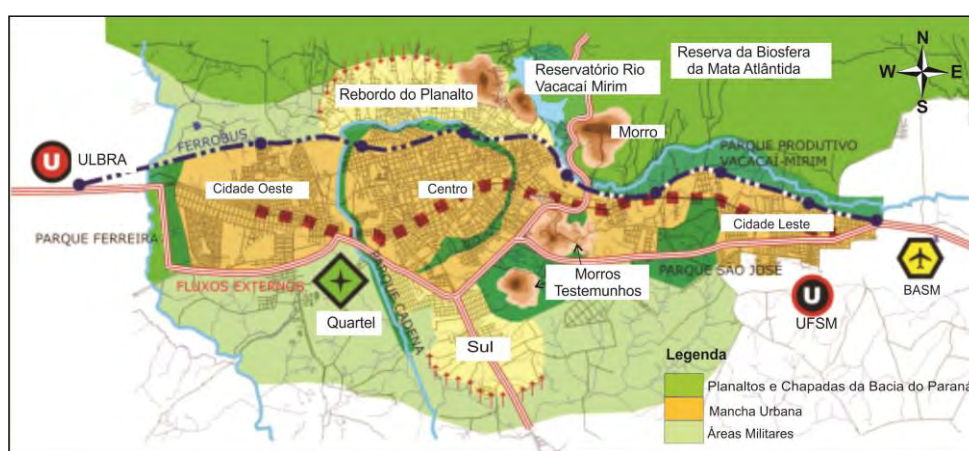 N
W
E
S
Reserva da Biosfera
da Mata Atlântida
Reservatório Rio
Vacacaí Mirim
Rebordo do Planalto
Morro
FERROBUS
PARQUE PRODUTIVO
VACACAÍ-MIRIM
U
ULBRA
Cidade Oeste
Centro
Cidade Leste
PARQUE FERREIRA
FLUXOS EXTERNOS
PARQUE CADENA
PARQUE SAO JOSÉ
Morros
Testemunhos
BASM
Quartel
U
UFSM
Sul
Legenda
Planaltos e Chapadas da Bacia do Paraná
Mancha Urbana
Áreas Militares